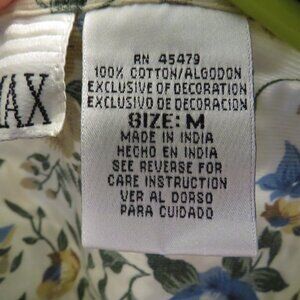 AX
RN 45479
100% COTTON/ALGODON
EXCLUSIVE OF DECORATION
EXCLUSIVO DE DECORACION
SIZE: M
MADE IN INDIA
HECHO EN INDIA
SEE REVERSE FOR
CARE INSTRUCTION
VER AL DORSO
PARA CUIDADO